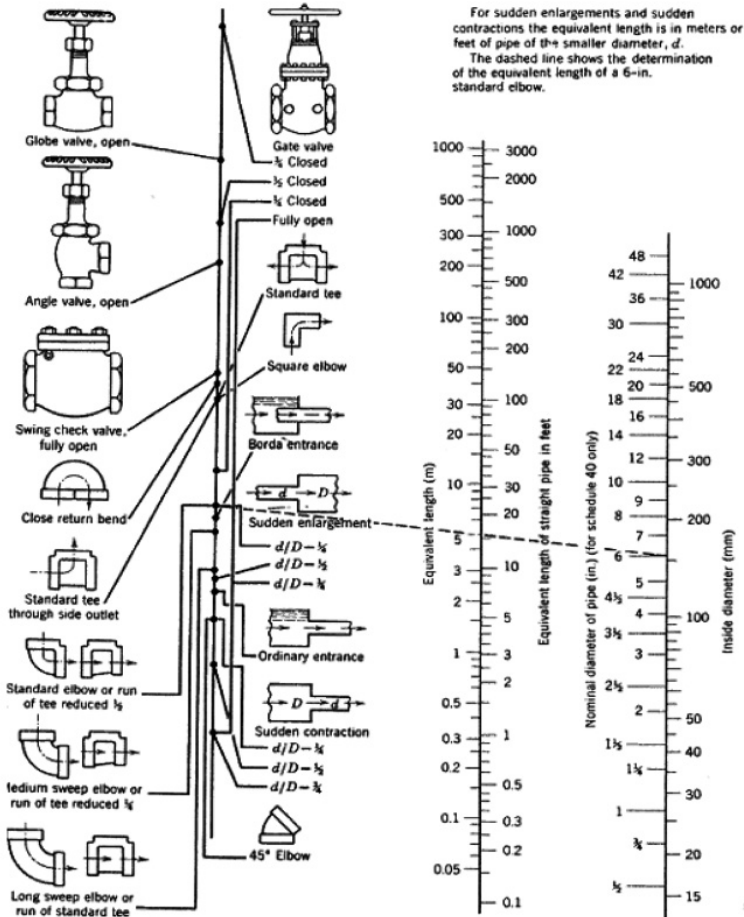 For sudden enlargements and sudden
contractions the equivalent length is in meters or
feet of pipe of the smaller diameter, d.
The dashed line shows the determination
of the equivalent length of a 6-in.
standard elbow.
Globe valve, open
Gate valve
¾ Closed
½ Closed
¼ Closed
Fully open
Angle valve, open
Standard tee
Square elbow
Swing check valve,
fully open
Borda entrance
Close return bend
d D
Sudden enlargement
d/D-¼
d/D-½
d/D-¾
Standard tee
through side outlet
Ordinary entrance
Standard elbow or run
of tee reduced ½
D d
Sudden contraction
d/D-¼
d/D-½
d/D-¾
edium sweep elbow or
run of tee reduced ¼
45° Elbow
Long sweep elbow or
run of standard tee
Equivalent length (m)
1000
500
300
200
100
50
30
20
10
5
3
2
1
0.5
0.3
0.2
0.1
0.05
Equivalent length of straight pipe in feet
3000
2000
1000
500
300
200
100
50
30
20
10
5
3
2
1
0.5
0.3
0.2
0.1
Nominal diameter of pipe (in.) (for schedule 40 only)
48
42
36
30
24
22
20
18
16
14
12
10
9
8
7
6
5
4½
4
3½
3
2½
2
1½
1¼
1
¾
½
Inside diameter (mm)
1000
500
300
200
100
50
40
30
20
15